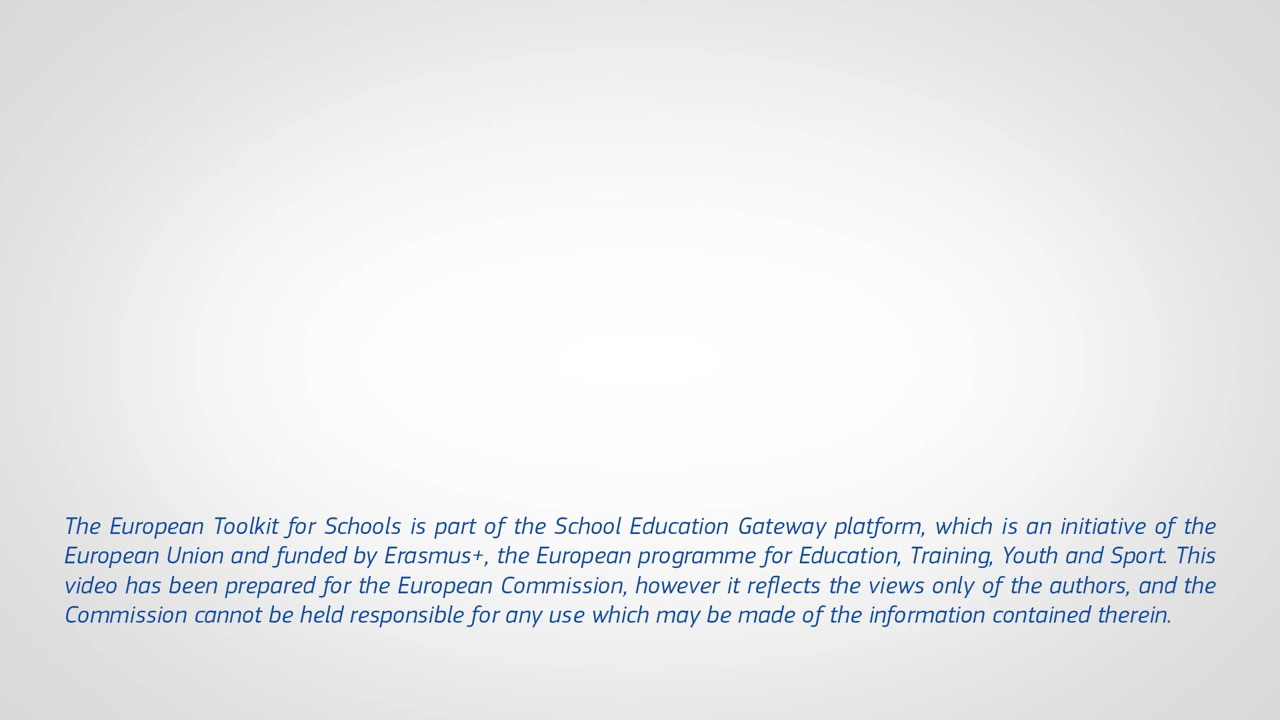 The European Toolkit for Schools is part of the School Education Gateway platform, which is an initiative of the
European Union and funded by Erasmus+, the European programme for Education, Training, Youth and Sport. This
video has been prepared for the European Commission, however it reflects the views only of the authors, and the
Commission cannot be held responsible for any use which may be made of the information contained therein.